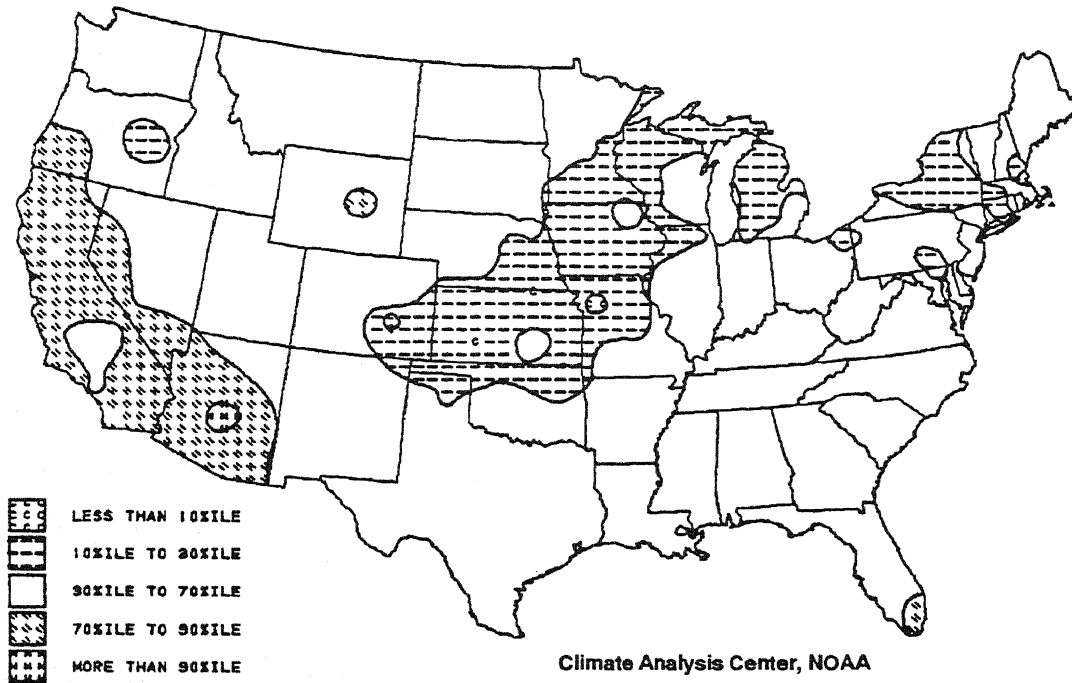 LESS THAN 10%ILE
10%ILE TO 30%ILE
30%ILE TO 70%ILE
70%ILE TO 90%ILE
MORE THAN 90%ILE
Climate Analysis Center, NOAA